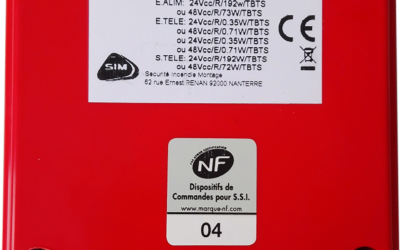 E.ALIM: 24Vcc/R/192w/TBTS
ou 48Vcc/R/73W/TBTS
E.TELE: 24Vcc/R/0.35W/TBTS
ou 48Vcc/R/0.71W/TBTS
ou 24Vcc/E/0.35W/TBTS
ou 48Vcc/E/0.71W/TBTS
S.TELE: 24Vcc/R/192W/TBTS
ou 48Vcc/R/72W/TBTS
CE
SIM
Sécurité Incendie Montage
62 rue Ernest RENAN 92000 NANTERRE
NF
Dispositifs de
Commandes pour S.S.I.
www.marque-nf.com
04